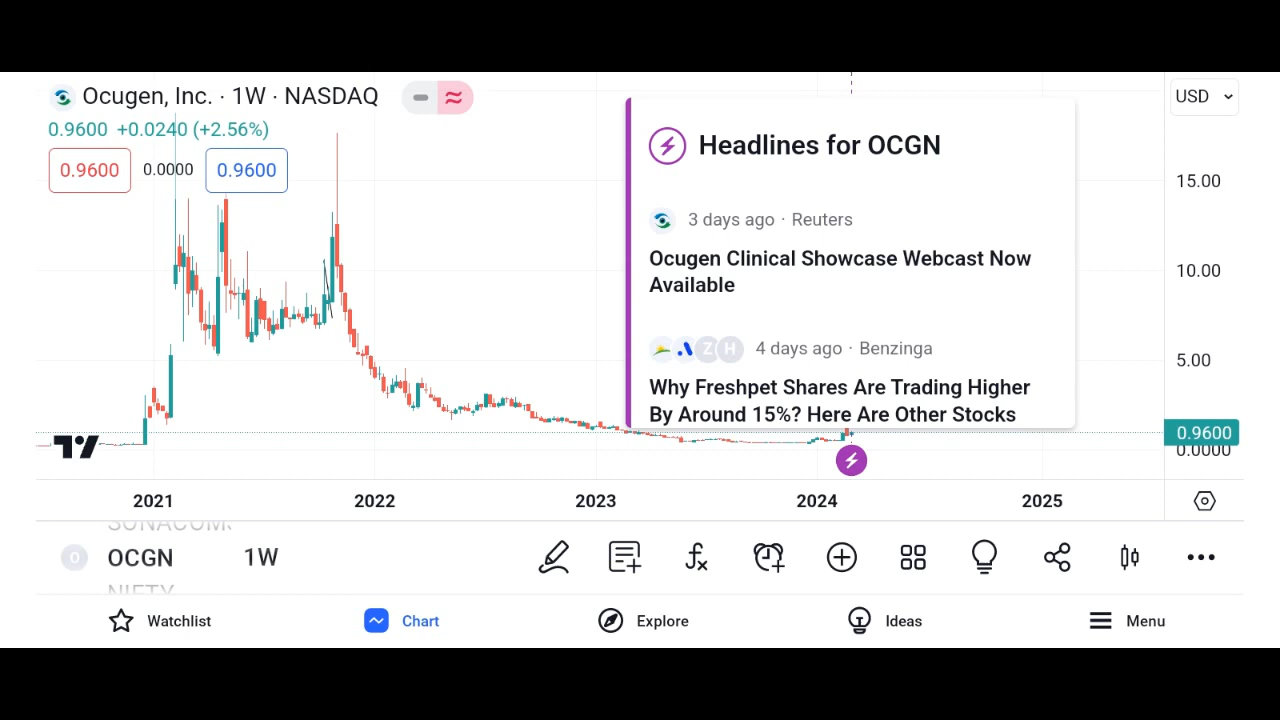 Ocugen, Inc. · 1W · NASDAQ
USD
0.9600 +0.0240 (+2.56%)
0.9600 0.0000 0.9600
Headlines for OCGN
3 days ago · Reuters
Ocugen Clinical Showcase Webcast Now
Available
Z H 4 days ago · Benzinga
Why Freshpet Shares Are Trading Higher
By Around 15%? Here Are Other Stocks
15.00
10.00
5.00
0.9600
0.0000
2021 2022 2023 2024 2025
SONACOMS
O OCGN 1W
NIFTY
Watchlist Chart Explore Ideas Menu